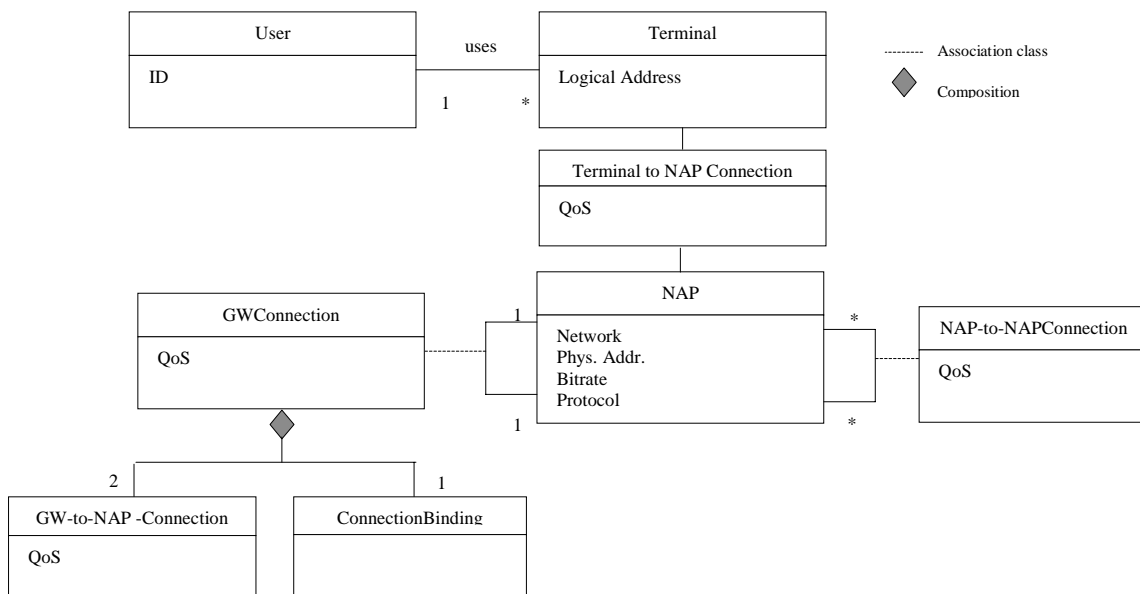 User
ID
uses
1
*
Terminal
Logical Address
Association class
Composition
Terminal to NAP Connection
QoS
GWConnection
QoS
1
1
NAP
Network
Phys. Addr.
Bitrate
Protocol
*
*
NAP-to-NAPConnection
QoS
2
1
GW-to-NAP -Connection
QoS
ConnectionBinding